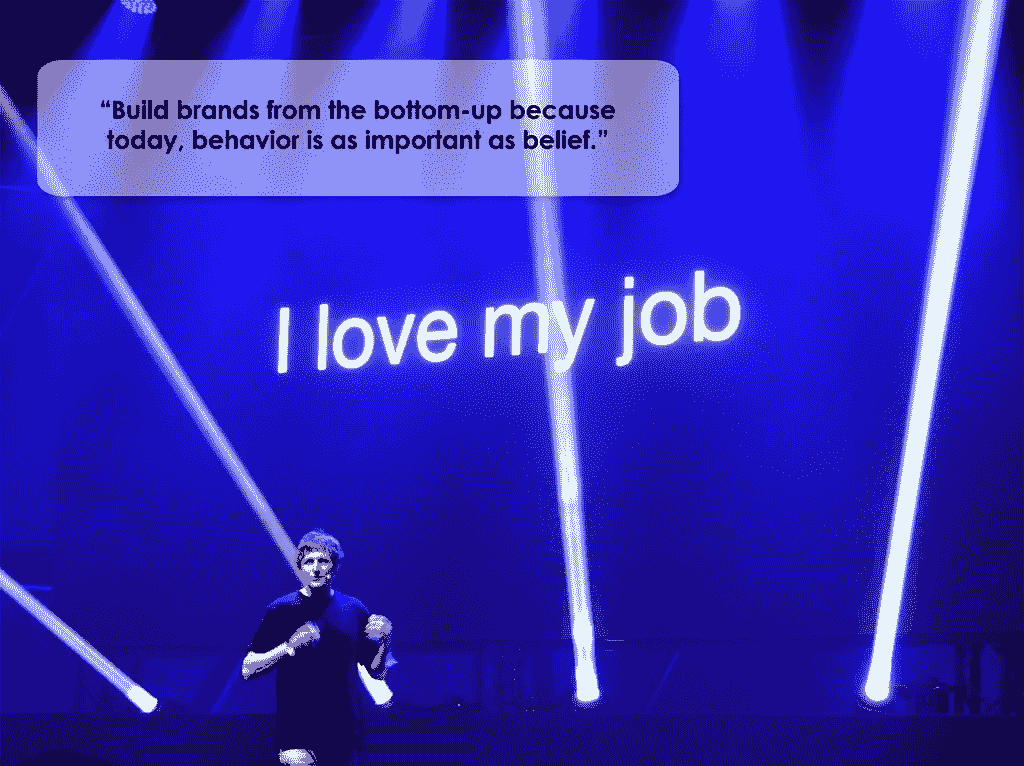 “Build brands from the bottom-up because
today, behavior is as important as belief.”
I love my job